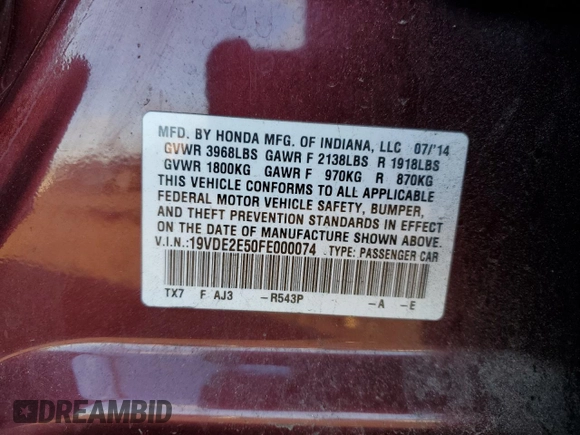 MFD. BY HONDA MFG. OF INDIANA, LLC 07/'14
GVWR 3968LBS GAWR F 2138LBS R 1918LBS
GVWR 1800KG GAWR F 970KG R 870KG
THIS VEHICLE CONFORMS TO ALL APPLICABLE
FEDERAL MOTOR VEHICLE SAFETY, BUMPER,
AND THEFT PREVENTION STANDARDS IN EFFECT
ON THE DATE OF MANUFACTURE SHOWN ABOVE.
V.I.N.:19VDE2E50FE000074 TYPE: PASSENGER CAR
TX7 F AJ3 -R543P -A -E
DREAMBID